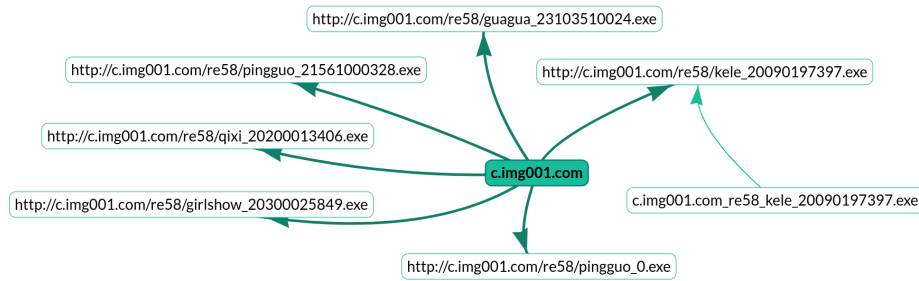 http://c.img001.com/re58/guagua_23103510024.exe
http://c.img001.com/re58/pingguo_21561000328.exe
http://c.img001.com/re58/kele_20090197397.exe
http://c.img001.com/re58/qixi_20200013406.exe
c.img001.com
http://c.img001.com/re58/girlshow_20300025849.exe
c.img001.com_re58_kele_20090197397.exe
http://c.img001.com/re58/pingguo_0.exe